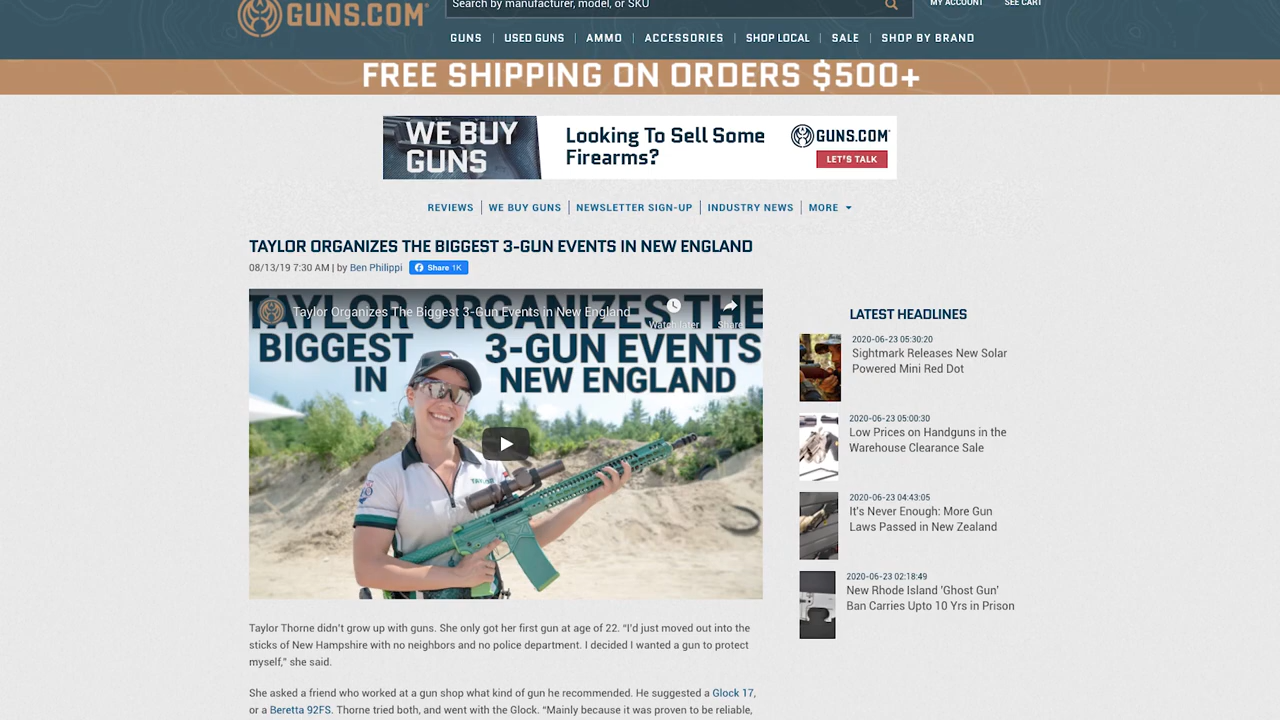 GUNS.COM
Search by manufacturer, model, or SKU
MY ACCOUNT
SEE CART
GUNS
USED GUNS
AMMO
ACCESSORIES
SHOP LOCAL
SALE
SHOP BY BRAND
FREE SHIPPING ON ORDERS $500+
WE BUY
GUNS
Looking To Sell Some
Firearms?
GUNS.COM
LET'S TALK
REVIEWS
WE BUY GUNS
NEWSLETTER SIGN-UP
INDUSTRY NEWS
MORE
TAYLOR ORGANIZES THE BIGGEST 3-GUN EVENTS IN NEW ENGLAND
08/13/19 7:30 AM | by Ben Philippi
Share 1K
TAYLOR ORGANIZES THE
Taylor Organizes The Biggest 3-Gun Events in New England
Watch later
Share
BIGGEST 3-GUN EVENTS
IN NEW ENGLAND
Taylor Thorne didn't grow up with guns. She only got her first gun at age of 22. “I'd just moved out into the
sticks of New Hampshire with no neighbors and no police department. I decided I wanted a gun to protect
myself,” she said.
She asked a friend who worked at a gun shop what kind of gun he recommended. He suggested a Glock 17,
or a Beretta 92FS. Thorne tried both, and went with the Glock. “Mainly because it was proven to be reliable,
LATEST HEADLINES
2020-06-23 05:30:20
Sightmark Releases New Solar
Powered Mini Red Dot
2020-06-23 05:00:30
Low Prices on Handguns in the
Warehouse Clearance Sale
2020-06-23 04:43:05
It's Never Enough: More Gun
Laws Passed in New Zealand
2020-06-23 02:18:49
New Rhode Island 'Ghost Gun'
Ban Carries Upto 10 Yrs in Prison